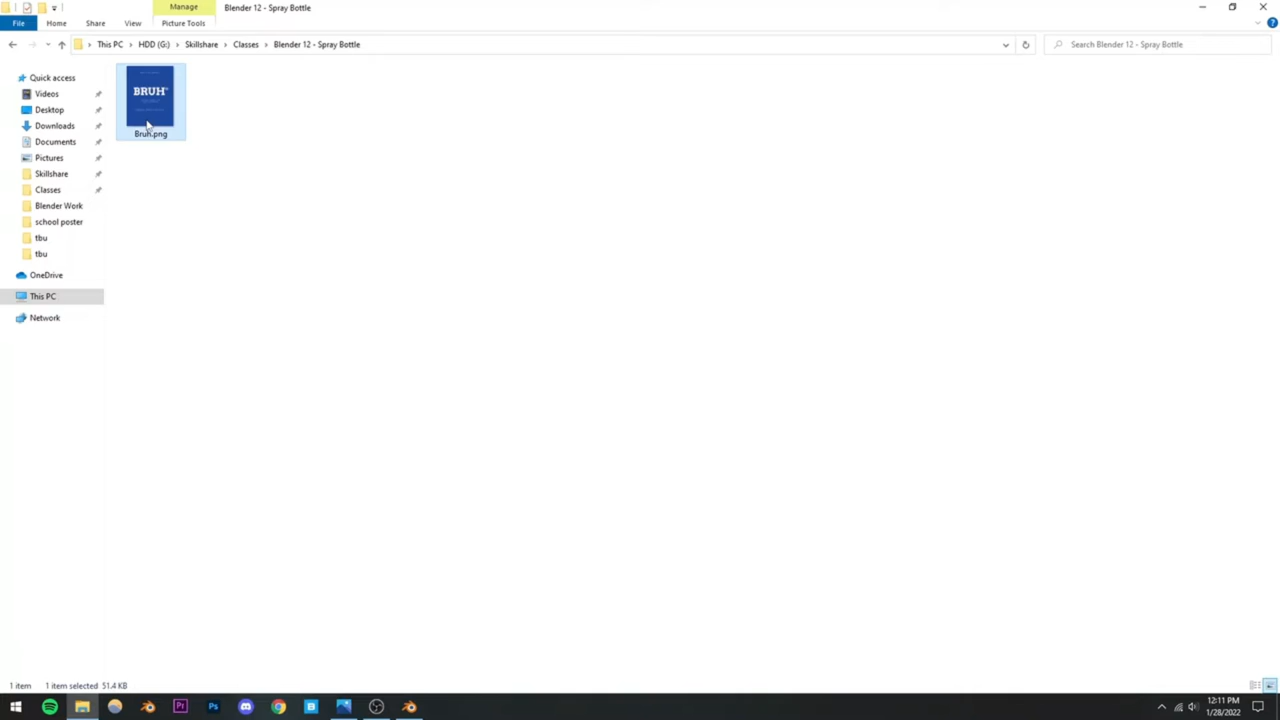 Manage
Blender 12 - Spray Bottle
File
Home
Share
View
Picture Tools
This PC
HDD (G:)
Skillshare
Classes
Blender 12 - Spray Bottle
Search Blender 12 - Spray Bottle
Quick access
Videos
Desktop
Downloads
Documents
Pictures
Skillshare
Classes
Blender Work
school poster
tbu
tbu
OneDrive
This PC
Network
BRUH
Bruh.png
1 item
1 item selected 51.4 KB
Pr
Ps
B
12:11 PM
1/28/2022